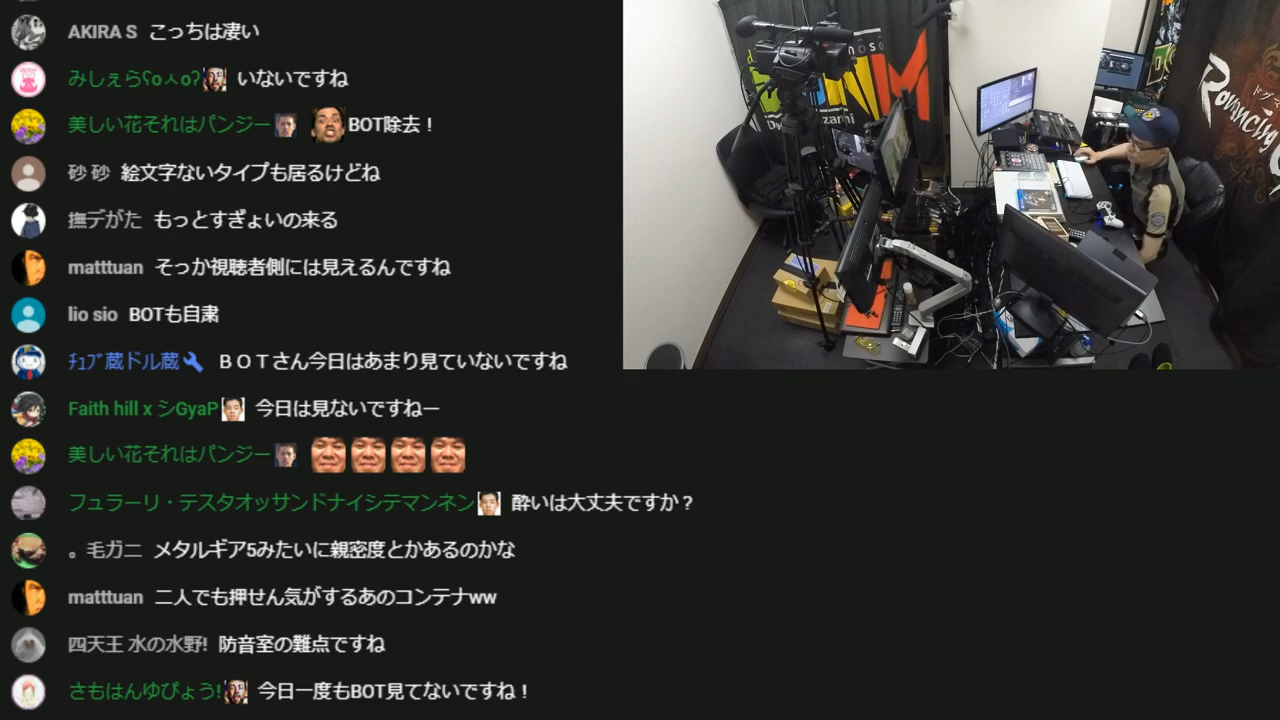 AKIRA S こっちは凄い
みしぇらʕo人oʔ いないですね
美しい花それはパンジー BOT除去！
砂 砂 絵文字ないタイプも居るけどね
撫デがた もっとすぎょいの来る
matttuan そっか視聴者側には見えるんですね
lio sio BOTも自粛
ﾁｭﾌﾞ蔵ドル蔵 ＢＯＴさん今日はあまり見ていないですね
Faith hill x シGyaP 今日は見ないですねー
美しい花それはパンジー
フュラーリ・テスタオッサンドナイシテマンネン 酔いは大丈夫ですか？
。毛ガニ メタルギア5みたいに親密度とかあるのかな
matttuan 二人でも押せん気がするあのコンテナww
四天王 水の水野! 防音室の難点ですね
さもはんゆぴょう! 今日一度もBOT見てないですね！
Romancing